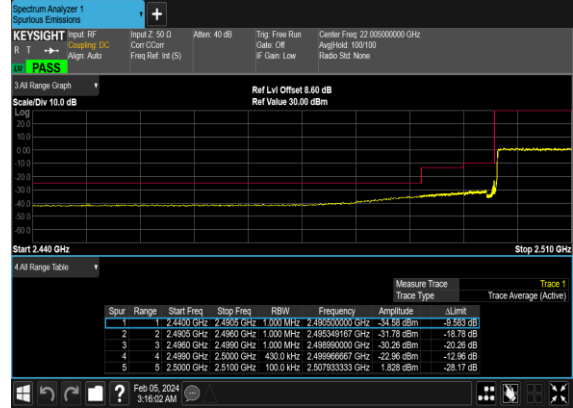 Spectrum Analyzer 1
Spurious Emissions
+
KEYSIGHT Input: RF Input Z: 50 Ω Atten: 40 dB Trig: Free Run Center Freq: 22.005000000 GHz
R T Coupling: DC Corr CCorr Gate: Off Avg|Hold: 100/100
Align: Auto Freq Ref: Int (S) IF Gain: Low Radio Std: None
PASS
3 All Range Graph
Ref Lvl Offset 8.60 dB
Scale/Div 10.0 dB Ref Value 30.00 dBm
Log
20.0
10.0
0.00
-10.0
-20.0
-30.0
-40.0
-50.0
-60.0
Start 2.440 GHz Stop 2.510 GHz
4 All Range Table
Measure Trace Trace 1
Trace Type Trace Average (Active)
Spur Range Start Freq Stop Freq RBW Frequency Amplitude ΔLimit
1 1 2.4400 GHz 2.4905 GHz 1.000 MHz 2.490500000 GHz -34.58 dBm -9.583 dB
2 2 2.4905 GHz 2.4960 GHz 1.000 MHz 2.495349167 GHz -31.78 dBm -18.78 dB
3 3 2.4960 GHz 2.4990 GHz 1.000 MHz 2.498990000 GHz -30.26 dBm -20.26 dB
4 4 2.4990 GHz 2.5000 GHz 430.0 kHz 2.499966667 GHz -22.96 dBm -12.96 dB
5 5 2.5000 GHz 2.5100 GHz 100.0 kHz 2.507933333 GHz 1.828 dBm -28.17 dB
? Feb 05, 2024
3:16:02 AM